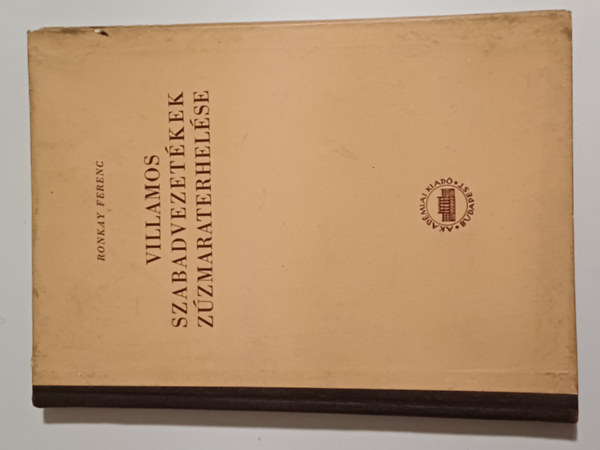 RONKAY FERENC
VILLAMOS
SZABADVEZETÉKEK
ZÚZMARATERHELÉSE
AKADÉMIAI KIADÓ
BUDAPEST